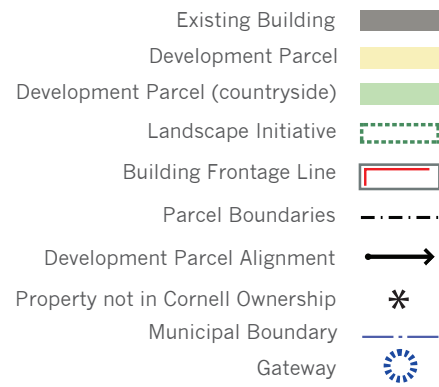 Existing Building
Development Parcel
Development Parcel (countryside)
Landscape Initiative
Building Frontage Line
Parcel Boundaries
Development Parcel Alignment
Property not in Cornell Ownership
Municipal Boundary
Gateway